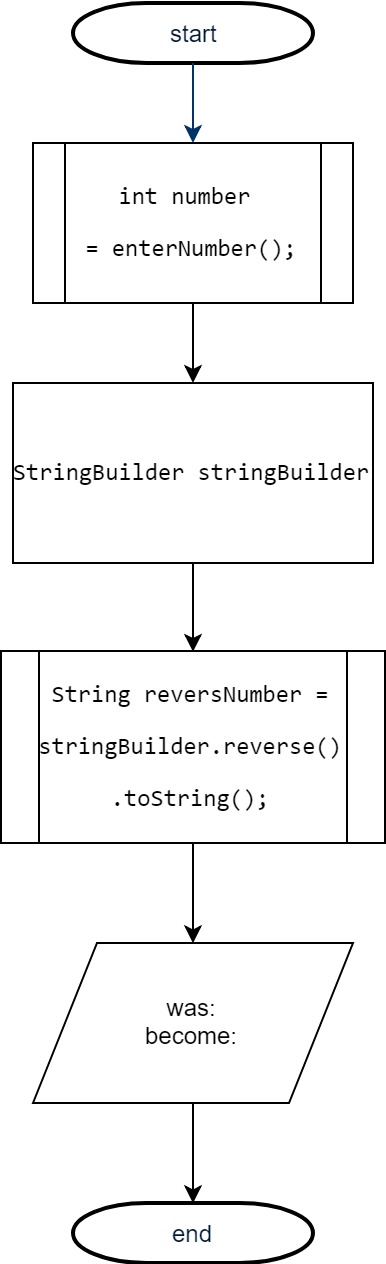 start
int number
= enterNumber();
StringBuilder stringBuilder
String reversNumber =
stringBuilder.reverse()
.toString();
was:
become:
end